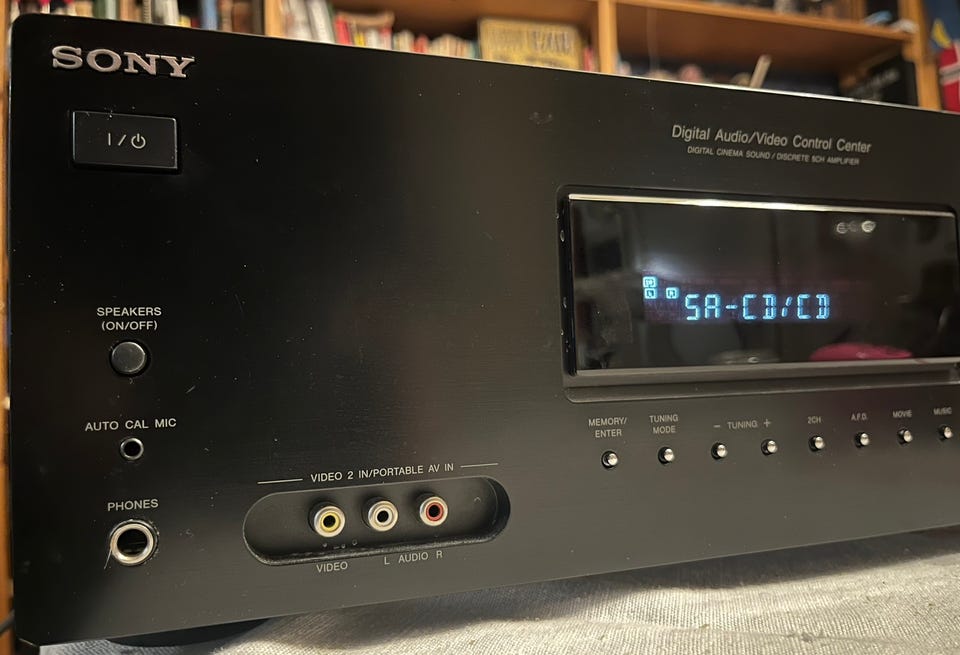 SONY
I/⏻
Digital Audio/Video Control Center
DIGITAL CINEMA SOUND / DISCRETE 5CH AMPLIFIER
SA-CD/CD
SPEAKERS
(ON/OFF)
AUTO CAL MIC
PHONES
VIDEO 2 IN/PORTABLE AV IN
VIDEO
L AUDIO R
MEMORY/
ENTER
TUNING
MODE
– TUNING +
2CH
A.F.D.
MOVIE
MUSIC